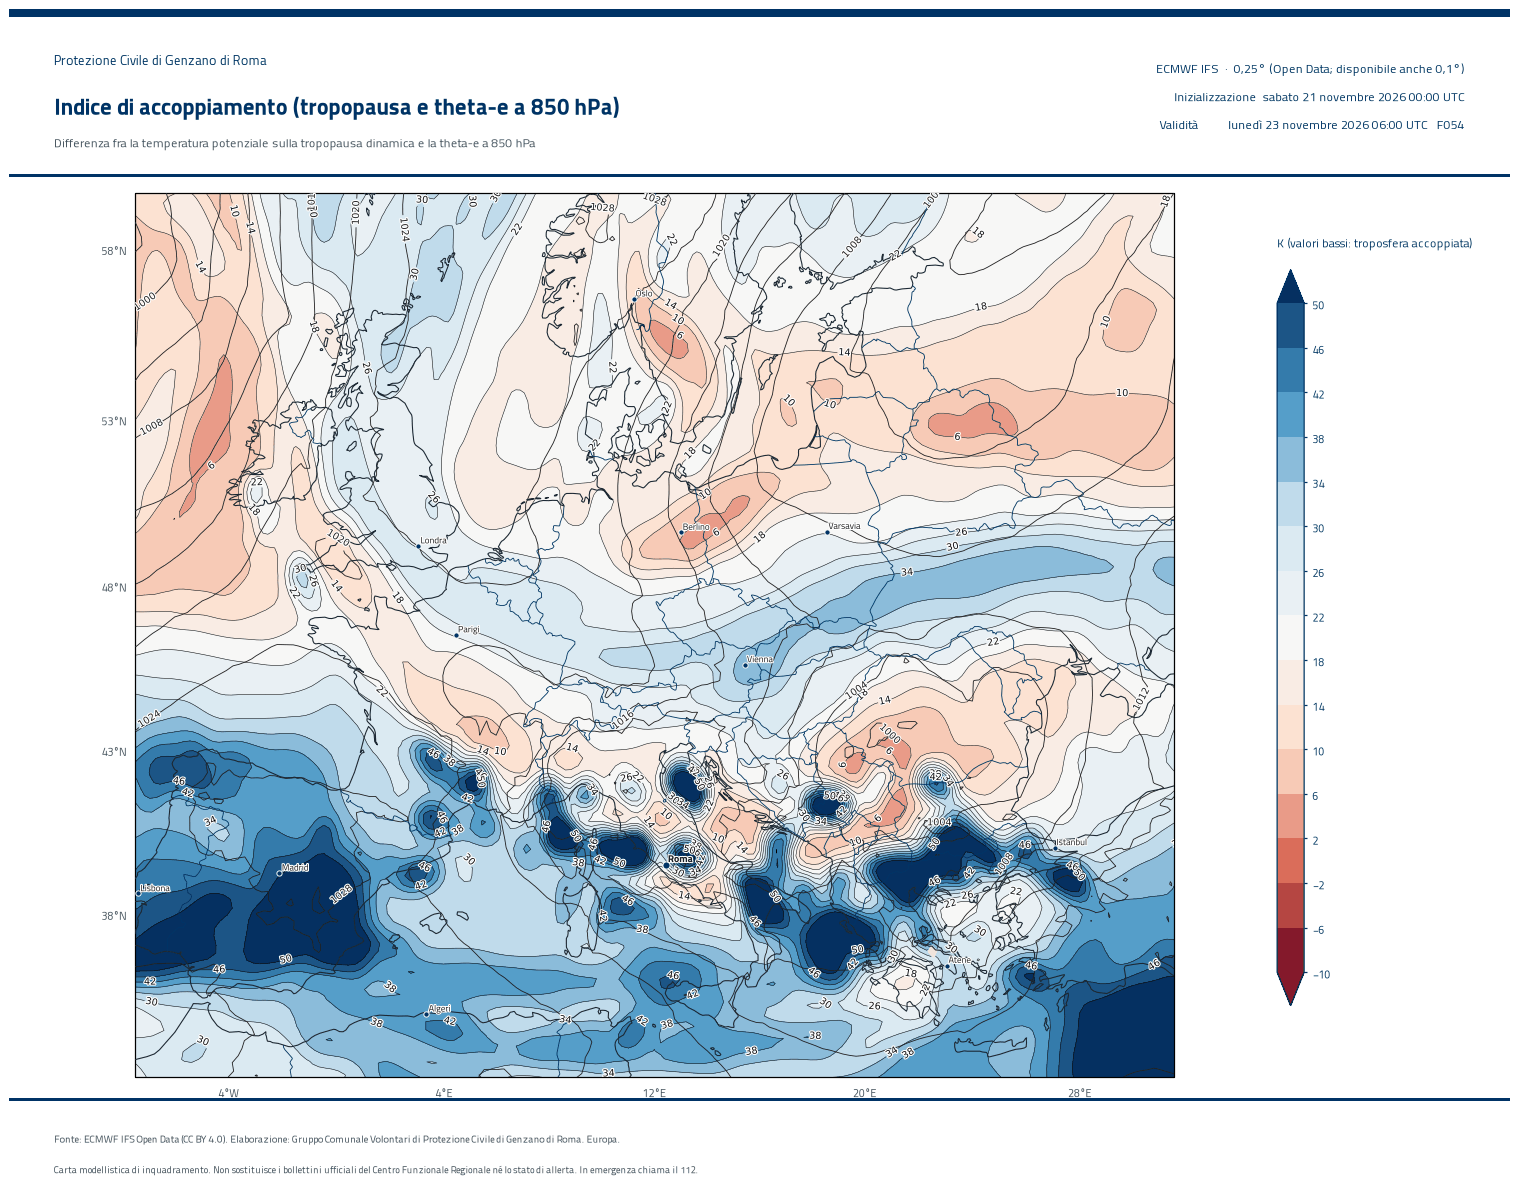 Protezione Civile di Genzano di Roma
Indice di accoppiamento (tropopausa e theta-e a 850 hPa)
Differenza fra la temperatura potenziale sulla tropopausa dinamica e la theta-e a 850 hPa
ECMWF IFS · 0,25° (Open Data; disponibile anche 0,1°)
Inizializzazione sabato 21 novembre 2026 00:00 UTC
Validità lunedì 23 novembre 2026 06:00 UTC F054
K (valori bassi: troposfera accoppiata)
50
46
42
38
34
30
26
22
18
14
10
6
2
−2
−6
−10
58°N
53°N
48°N
43°N
38°N
4°W
4°E
12°E
20°E
28°E
Oslo
Londra
Berlino
Varsavia
Parigi
Vienna
Madrid
Lisbona
Roma
Istanbul
Atene
Algeri
Fonte: ECMWF IFS Open Data (CC BY 4.0). Elaborazione: Gruppo Comunale Volontari di Protezione Civile di Genzano di Roma. Europa.
Carta modellistica di inquadramento. Non sostituisce i bollettini ufficiali del Centro Funzionale Regionale né lo stato di allerta. In emergenza chiama il 112.